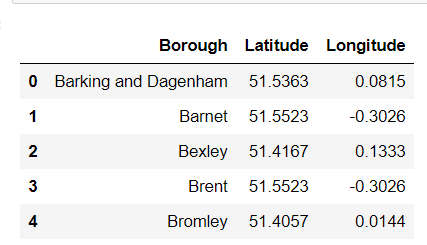 Borough Latitude Longitude
0 Barking and Dagenham 51.5363 0.0815
1 Barnet 51.5523 -0.3026
2 Bexley 51.4167 0.1333
3 Brent 51.5523 -0.3026
4 Bromley 51.4057 0.0144